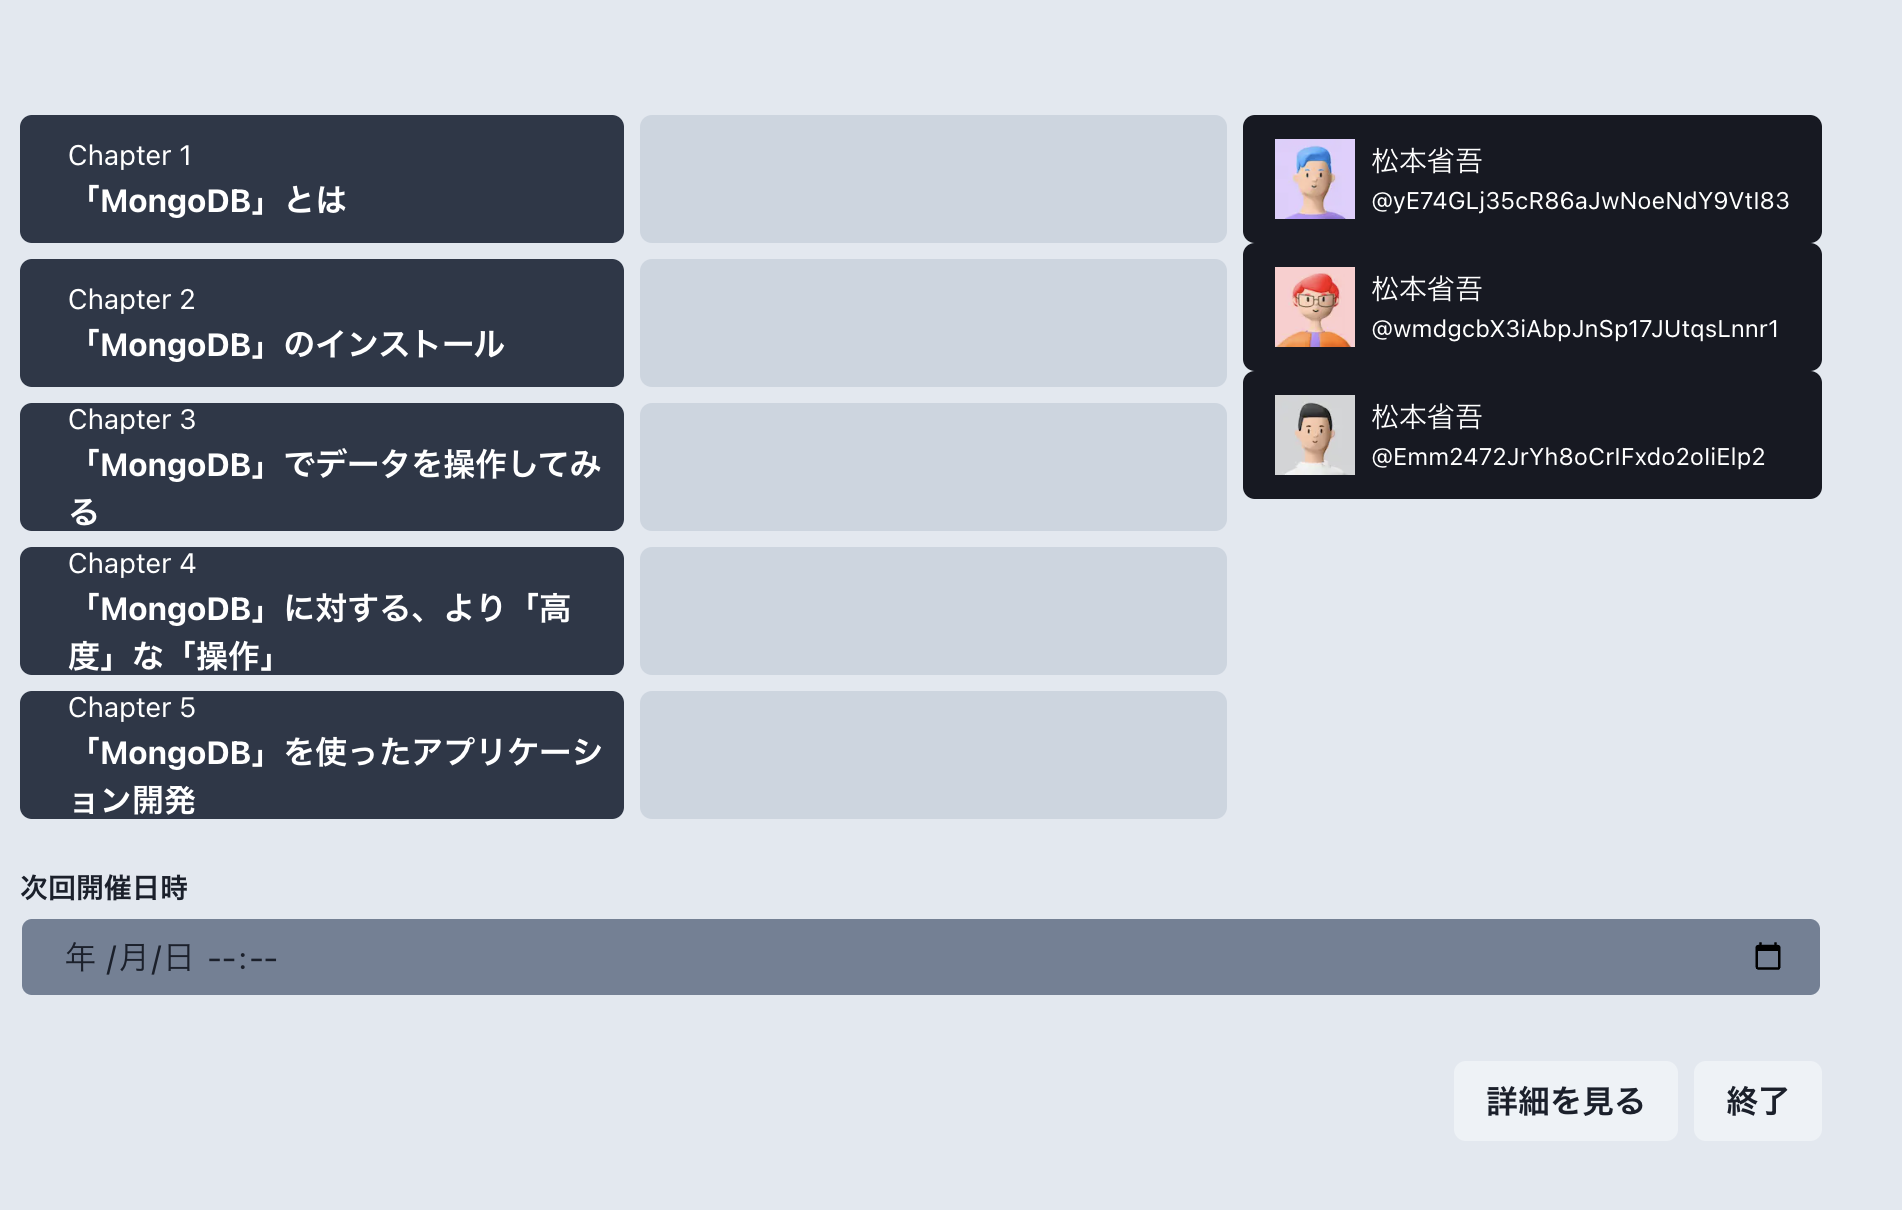 Chapter 1
「MongoDB」とは
Chapter 2
「MongoDB」のインストール
Chapter 3
「MongoDB」でデータを操作してみ
る
Chapter 4
「MongoDB」に対する、より「高
度」な「操作」
Chapter 5
「MongoDB」を使ったアプリケーシ
ョン開発
松本省吾
@yE74GLj35cR86aJwNoeNdY9VtI83
松本省吾
@wmdgcbX3iAbpJnSp17JUtqsLnnr1
松本省吾
@Emm2472JrYh8oCrIFxdo2oIiElp2
次回開催日時
年 /月/日 --:--
詳細を見る
終了